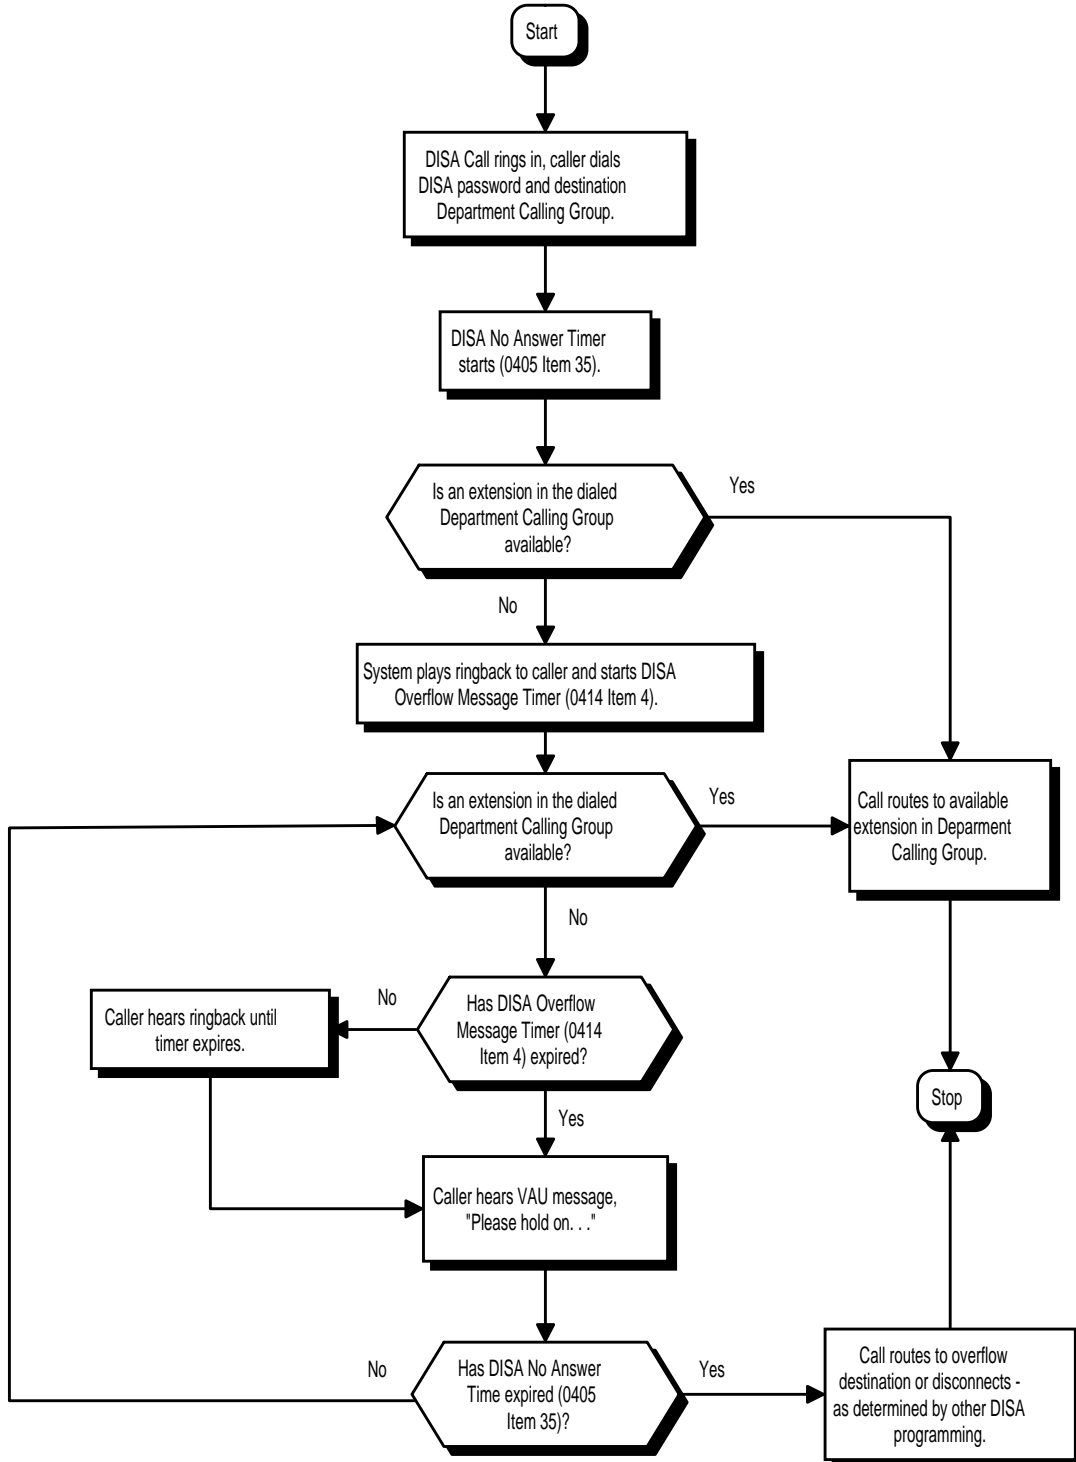 Start
DISA Call rings in, caller dials
DISA password and destination
Department Calling Group.
DISA No Answer Timer
starts (0405 Item 35).
Is an extension in the dialed
Department Calling Group
available?
Yes
No
System plays ringback to caller and starts DISA
Overflow Message Timer (0414 Item 4).
Is an extension in the dialed
Department Calling Group
available?
Yes
Call routes to available
extension in Deparment
Calling Group.
No
Has DISA Overflow
Message Timer (0414
Item 4) expired?
No
Caller hears ringback until
timer expires.
Yes
Stop
Caller hears VAU message,
"Please hold on. . ."
Has DISA No Answer
Time expired (0405
Item 35)?
No
Yes
Call routes to overflow
destination or disconnects -
as determined by other DISA
programming.